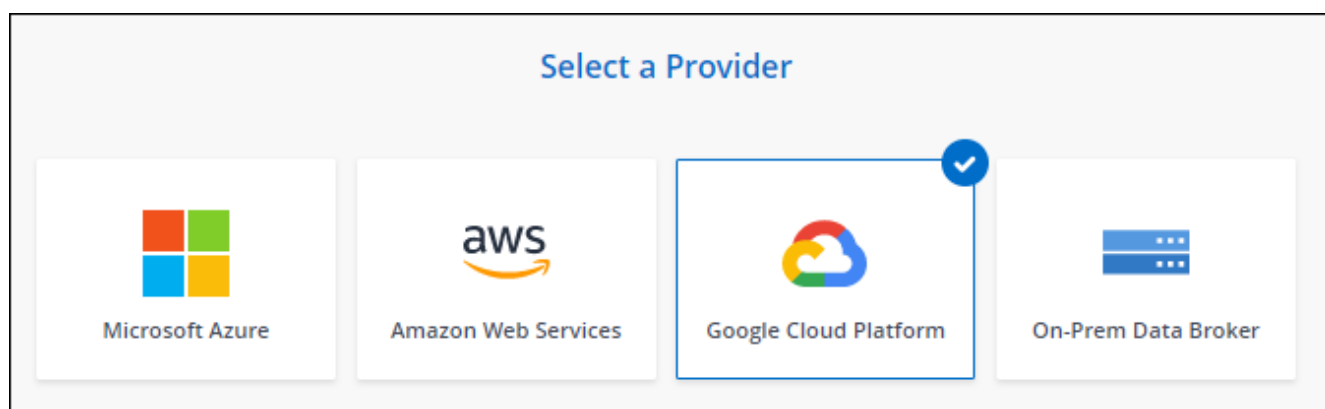 Select a Provider
aws
Microsoft Azure
Amazon Web Services
Google Cloud Platform
On-Prem Data Broker